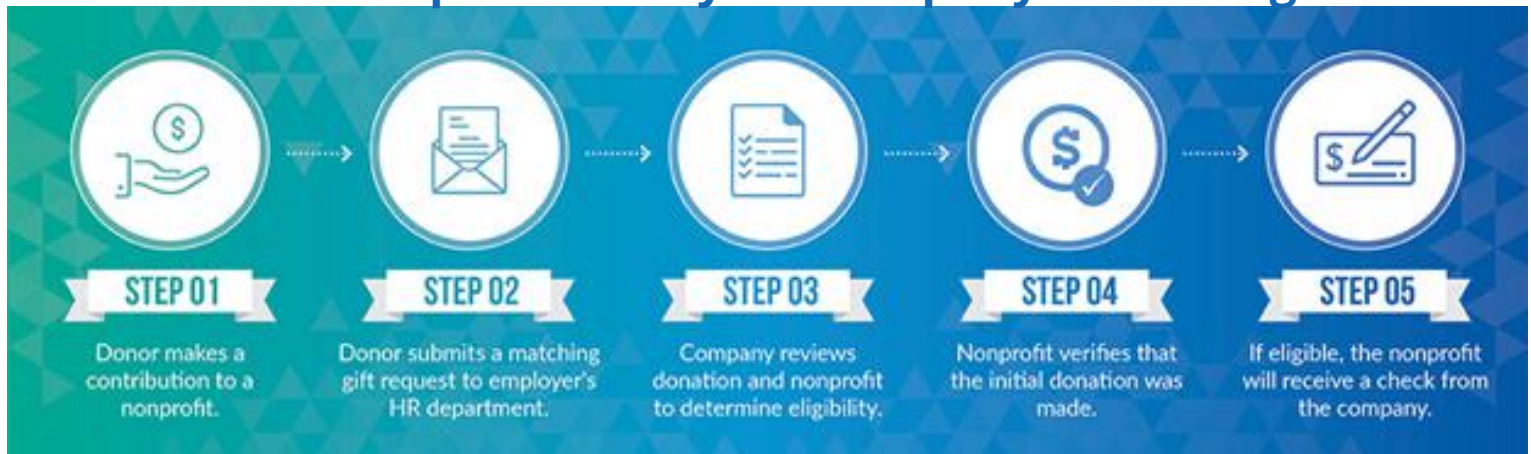 STEP 01
Donor makes a
contribution to a
nonprofit.
STEP 02
Donor submits a matching
gift request to employer's
HR department.
STEP 03
Company reviews
donation and nonprofit
to determine eligibility.
STEP 04
Nonprofit verifies that
the initial donation was
made.
STEP 05
If eligible, the nonprofit
will receive a check from
the company.
$
$
$